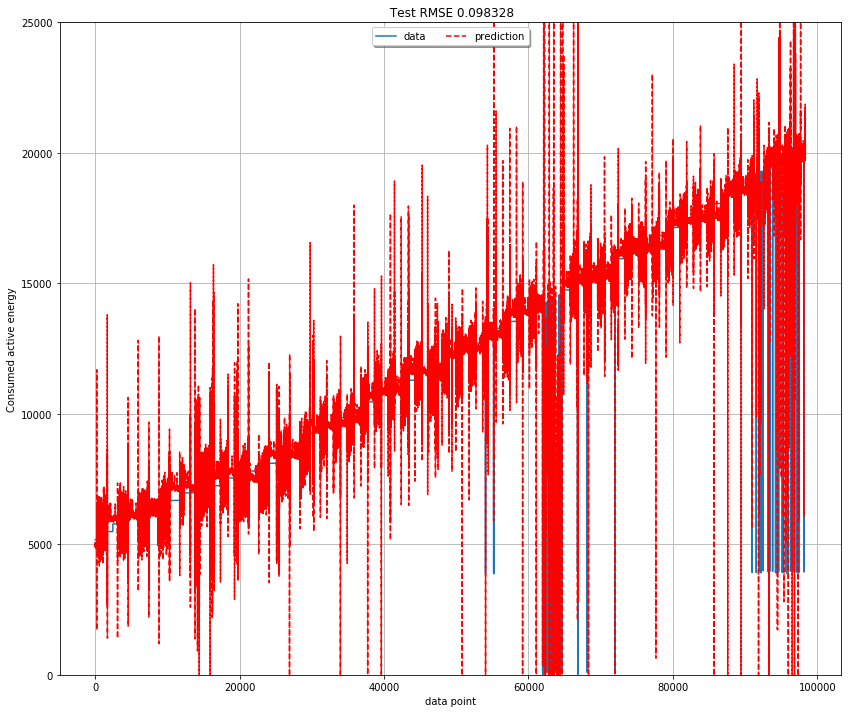 Test RMSE 0.098328
data
prediction
Consumed active energy
25000
20000
15000
10000
5000
0
0
20000
40000
60000
80000
100000
data point